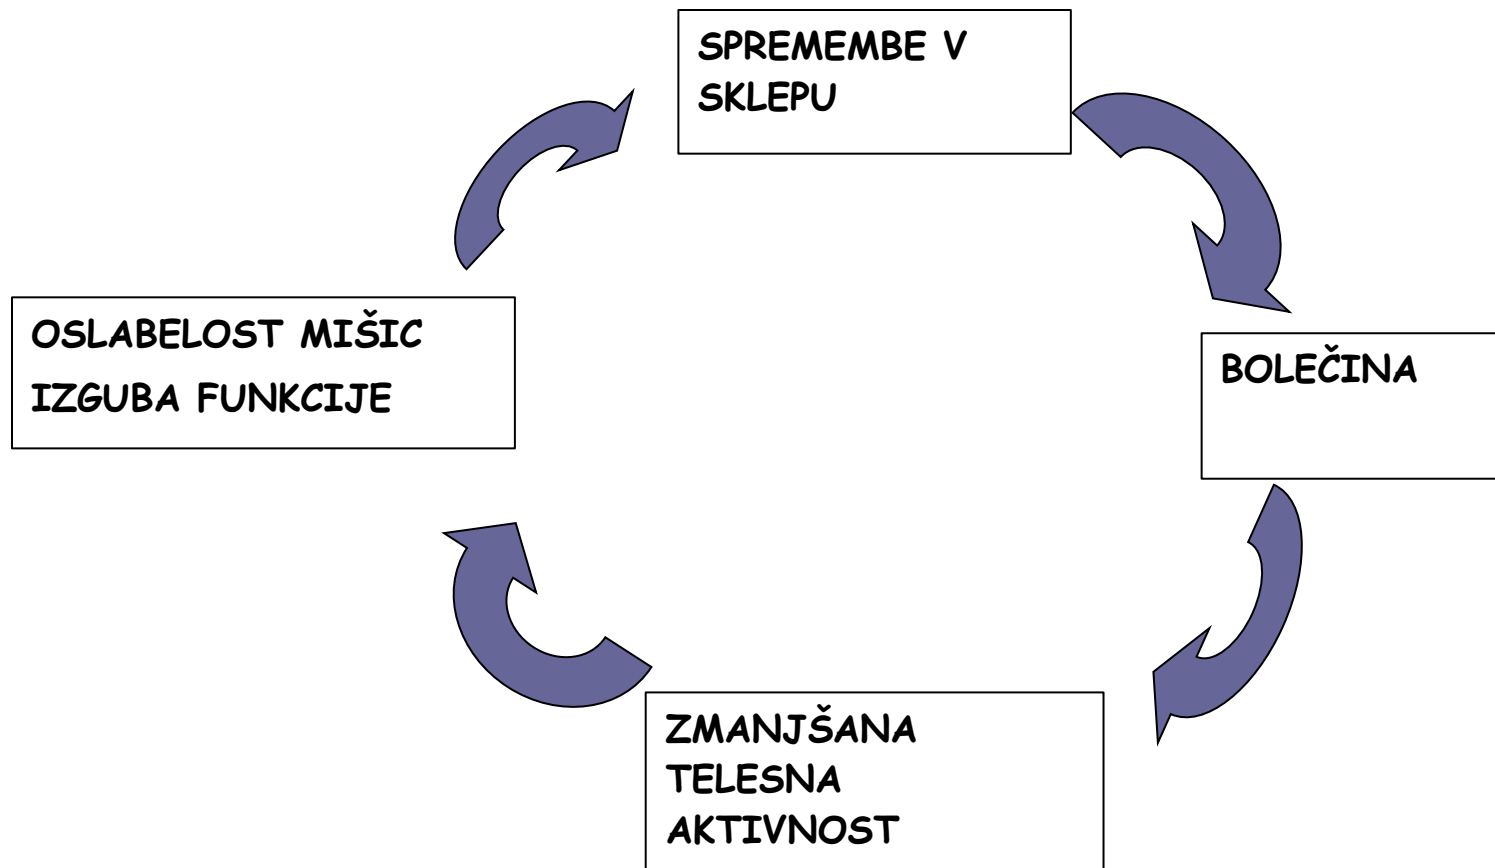 SPREMEMBE V
SKLEPU
OSLABELOST MIŠIC
IZGUBA FUNKCIJE
BOLEČINA
ZMANJŠANA
TELESNA
AKTIVNOST